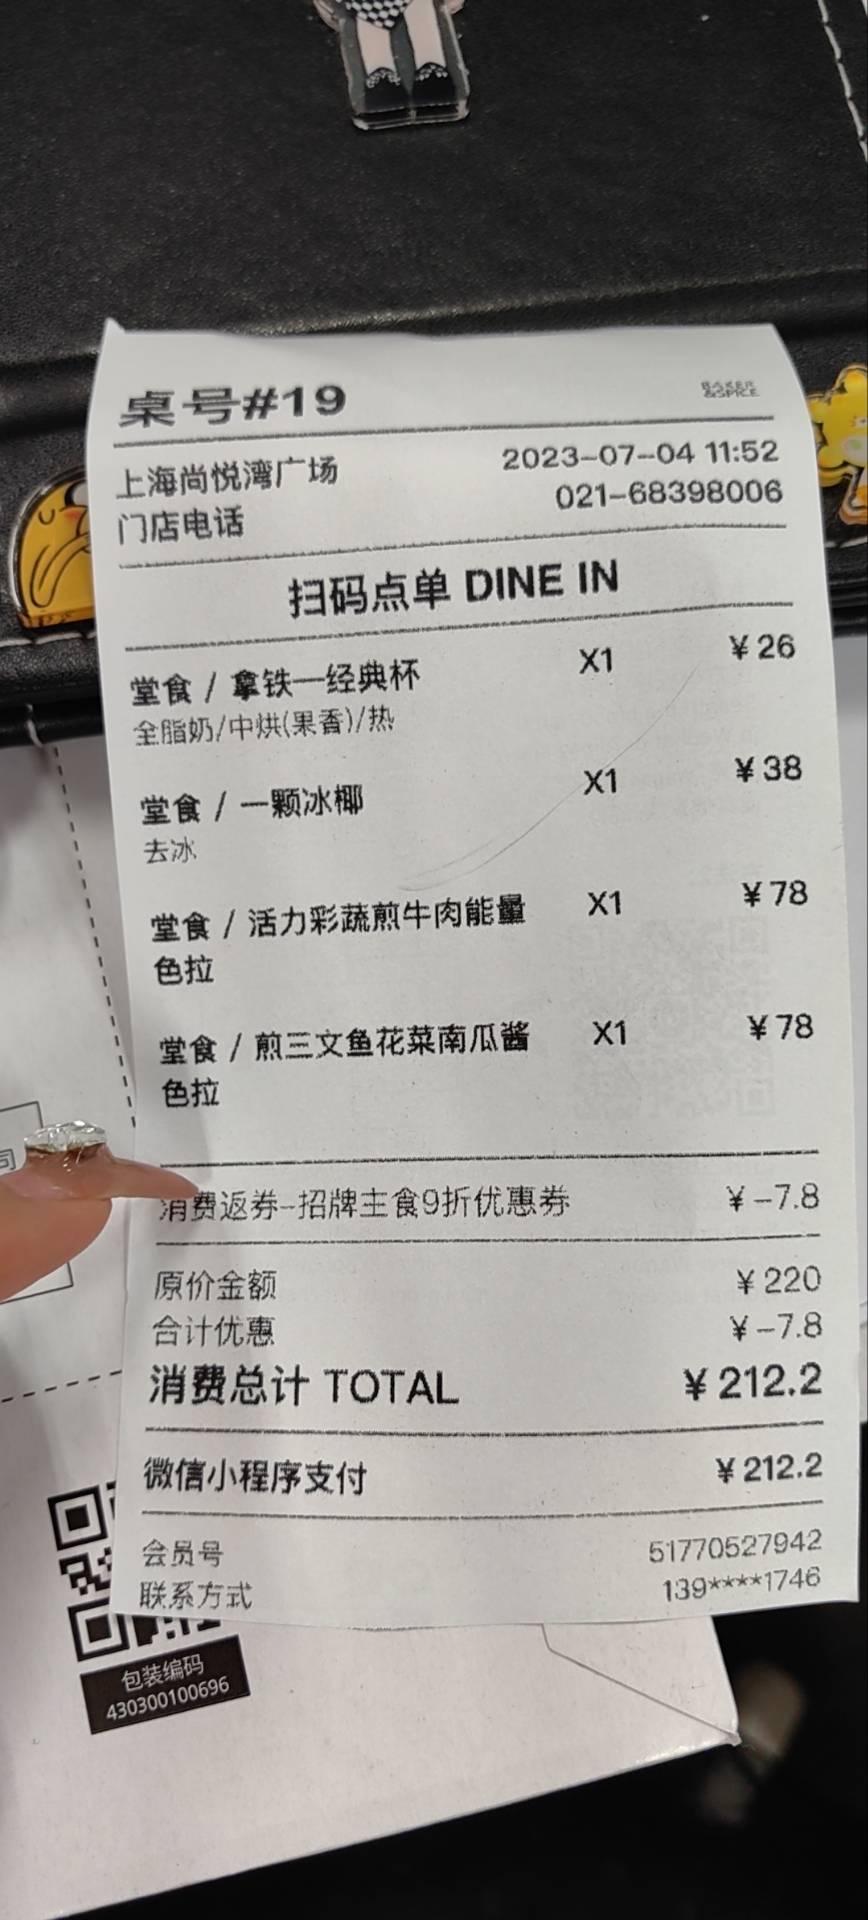 桌号#19
BAKER
&SPICE
上海尚悦湾广场 2023-07-04 11:52
门店电话 021-68398006
扫码点单 DINE IN
堂食 / 拿铁—经典杯 X1 ¥26
全脂奶/中烘(果香)/热
堂食 / 一颗冰椰 X1 ¥38
去冰
堂食 / 活力彩蔬煎牛肉能量 X1 ¥78
色拉
堂食 / 煎三文鱼花菜南瓜酱 X1 ¥78
色拉
消费返券-招牌主食9折优惠券 ¥-7.8
原价金额 ¥220
合计优惠 ¥-7.8
消费总计 TOTAL ¥212.2
微信小程序支付 ¥212.2
会员号 51770527942
联系方式 139****1746
司
包装编码
430300100696